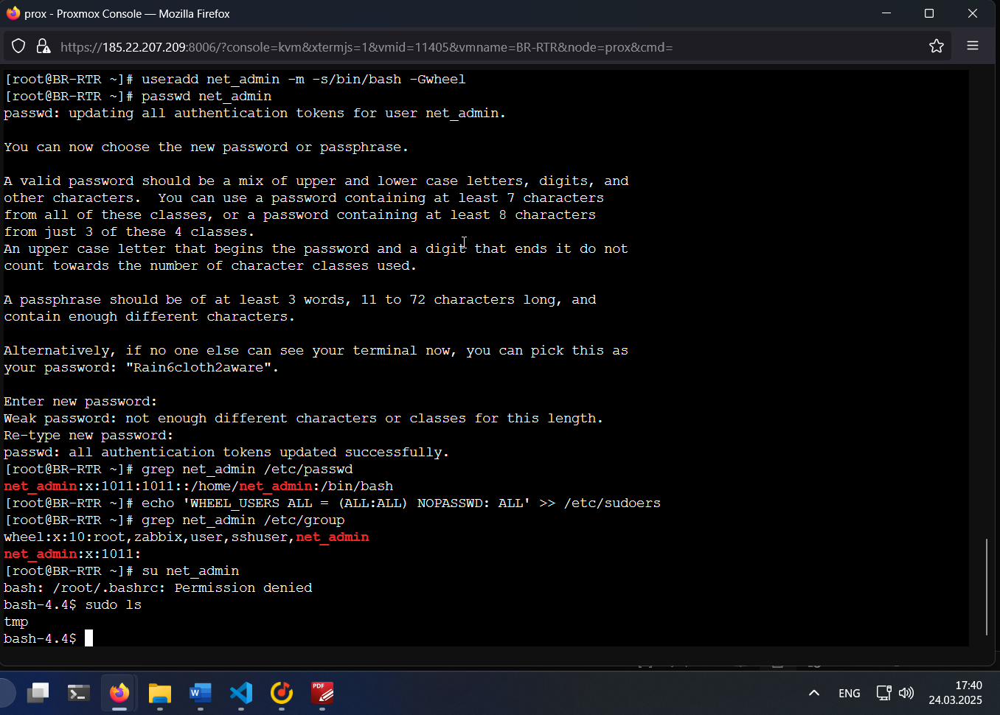 prox - Proxmox Console — Mozilla Firefox
https://185.22.207.209:8006/?console=kvm&xtermjs=1&vmid=11405&vmname=BR-RTR&node=prox&cmd=
[root@BR-RTR ~]# useradd net_admin -m -s/bin/bash -Gwheel
[root@BR-RTR ~]# passwd net_admin
passwd: updating all authentication tokens for user net_admin.
You can now choose the new password or passphrase.
A valid password should be a mix of upper and lower case letters, digits, and
other characters.  You can use a password containing at least 7 characters
from all of these classes, or a password containing at least 8 characters
from just 3 of these 4 classes.
An upper case letter that begins the password and a digit that ends it do not
count towards the number of character classes used.
A passphrase should be of at least 3 words, 11 to 72 characters long, and
contain enough different characters.
Alternatively, if no one else can see your terminal now, you can pick this as
your password: "Rain6cloth2aware".
Enter new password:
Weak password: not enough different characters or classes for this length.
Re-type new password:
passwd: all authentication tokens updated successfully.
[root@BR-RTR ~]# grep net_admin /etc/passwd
net_admin:x:1011:1011::/home/net_admin:/bin/bash
[root@BR-RTR ~]# echo 'WHEEL_USERS ALL = (ALL:ALL) NOPASSWD: ALL' >> /etc/sudoers
[root@BR-RTR ~]# grep net_admin /etc/group
wheel:x:10:root,zabbix,user,sshuser,net_admin
net_admin:x:1011:
[root@BR-RTR ~]# su net_admin
bash: /root/.bashrc: Permission denied
bash-4.4$ sudo ls
tmp
bash-4.4$
W
PDF
ENG
17:40
24.03.2025